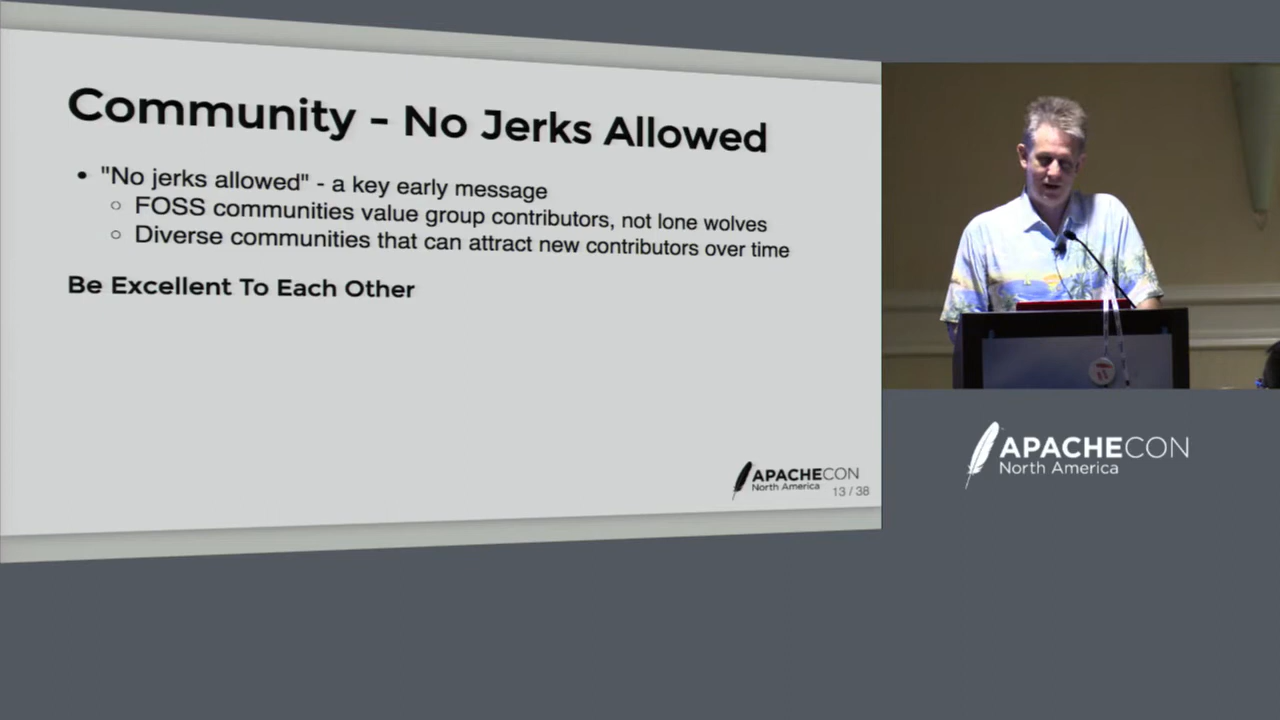 Community - No Jerks Allowed
• "No jerks allowed" - a key early message
○ FOSS communities value group contributors, not lone wolves
○ Diverse communities that can attract new contributors over time
Be Excellent To Each Other
APACHECON
North America
13 / 38
APACHECON
North America